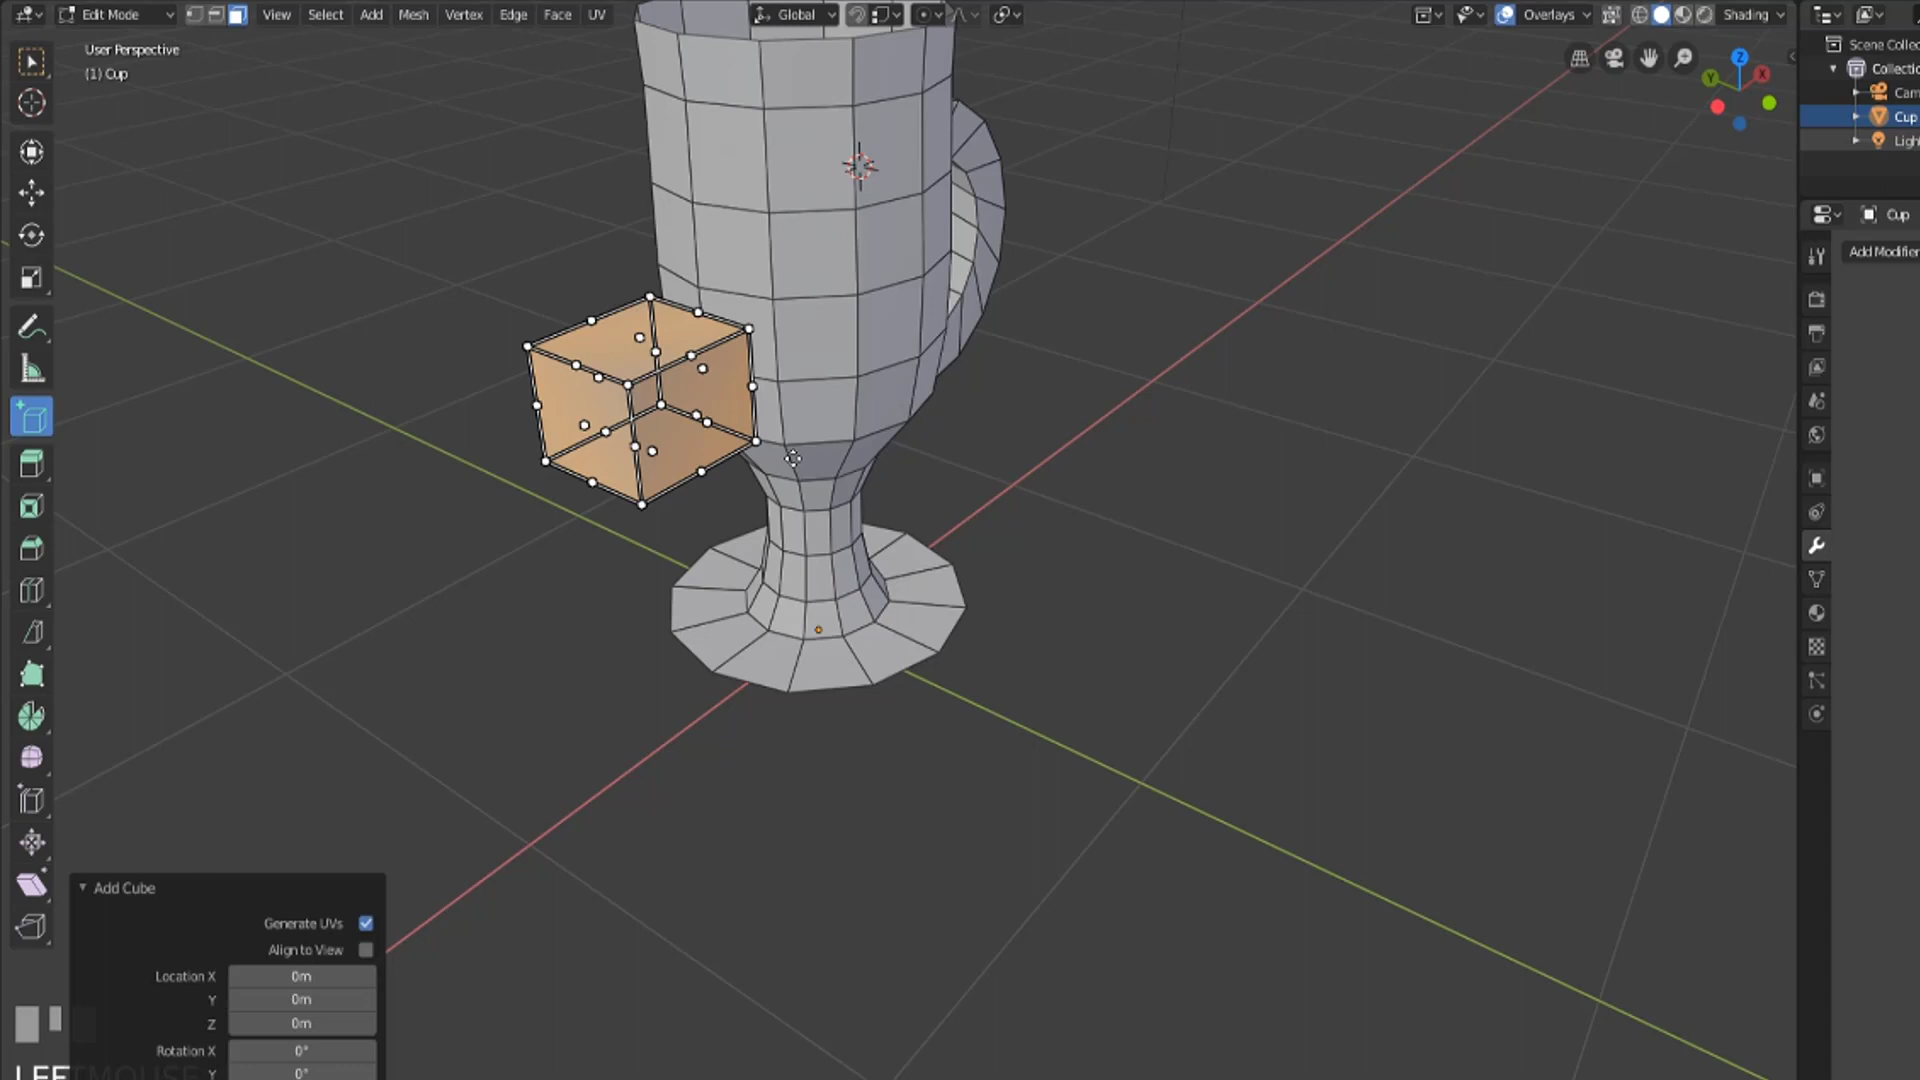 Edit Mode View Select Add Mesh Vertex Edge Face UV Global Overlays Shading
User Perspective
(1) Cup
Z
Y X
Scene Collec
Collectio
Cam
Cup
Ligh
Cup
Add Modifier
Add Cube
Generate UVs
Align to View
Location X 0m
Y 0m
Z 0m
Rotation X 0°
Y 0°
LEFTMOUSE